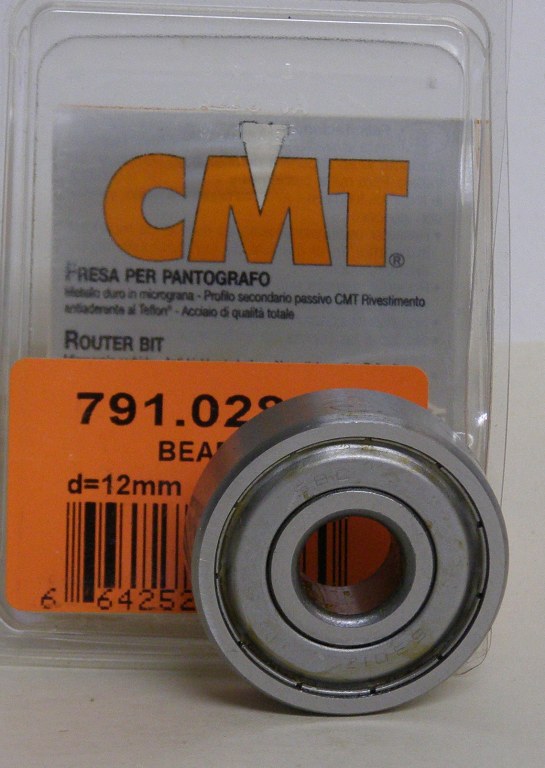 CMT®
FRESA PER PANTOGRAFO
Metallo duro in micrograna - Profilo secondario passivo CMT Rivestimento
antiaderente al Teflon® - Acciaio di qualità totale
ROUTER BIT
791.028
BEA
d=12mm
6 64252